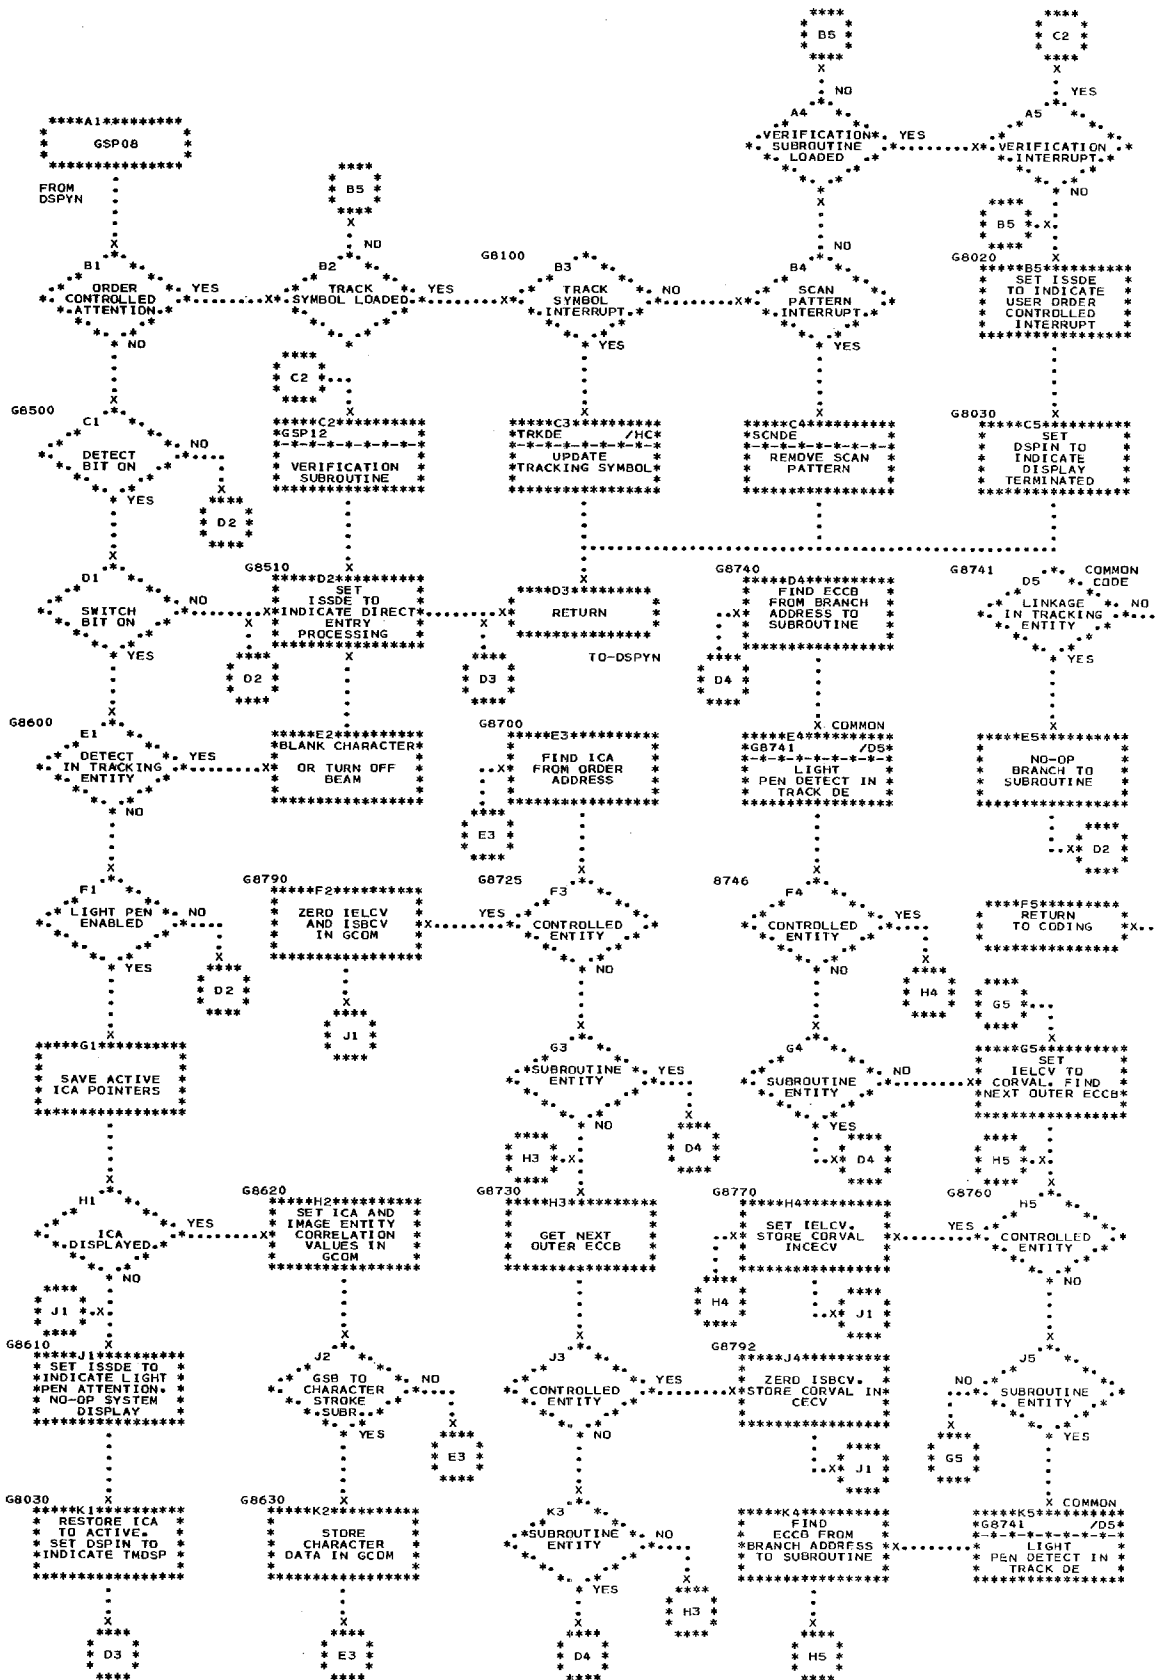 B5
C2
NO
YES
****A1*********
GSP08
FROM
DSPYN
B5
NO
A4
VERIFICATION
SUBROUTINE
LOADED
YES
A5
VERIFICATION
INTERRUPT
NO
B5
B1
ORDER
CONTROLLED
ATTENTION
YES
NO
B2
TRACK
SYMBOL LOADED
YES
G8100
B3
TRACK
SYMBOL
INTERRUPT
NO
YES
NO
B4
SCAN
PATTERN
INTERRUPT
YES
G8020
*****B5**********
SET ISSDE
TO INDICATE
USER ORDER
CONTROLLED
INTERRUPT
C2
G8500
C1
DETECT
BIT ON
NO
YES
D2
*****C2**********
*GSP12
VERIFICATION
SUBROUTINE
*****C3**********
*TRKDE /HC*
UPDATE
*TRACKING SYMBOL*
*****C4**********
*SCNDE
REMOVE SCAN
PATTERN
G8030
*****C5**********
SET
DSPIN TO
INDICATE
DISPLAY
TERMINATED
D1
SWITCH
BIT ON
NO
YES
D2
G8510
*****D2**********
SET
ISSDE TO
INDICATE DIRECT
ENTRY
PROCESSING
****D3*********
RETURN
TO-DSPYN
D3
G8740
*****D4**********
FIND ECCB
FROM BRANCH
ADDRESS TO
SUBROUTINE
D4
G8741
COMMON
CODE
D5
LINKAGE
IN TRACKING
ENTITY
NO
YES
G8600
E1
DETECT
IN TRACKING
ENTITY
YES
NO
*****E2**********
*BLANK CHARACTER*
OR TURN OFF
BEAM
G8700
*****E3**********
FIND ICA
FROM ORDER
ADDRESS
E3
COMMON
*****E4**********
*G8741 /D5*
LIGHT
PEN DETECT IN
TRACK DE
*****E5**********
NO-OP
BRANCH TO
SUBROUTINE
D2
F1
LIGHT PEN
ENABLED
NO
YES
D2
G8790
*****F2**********
ZERO IELCV
AND ISBCV
IN GCOM
J1
G8725
YES
F3
CONTROLLED
ENTITY
NO
8746
F4
CONTROLLED
ENTITY
YES
NO
H4
****F5*********
RETURN
TO CODING
G5
*****G1**********
SAVE ACTIVE
ICA POINTERS
G3
*SUBROUTINE
ENTITY
YES
NO
D4
H3
G4
SUBROUTINE
ENTITY
NO
YES
D4
*****G5**********
SET
IELCV TO
CORVAL. FIND
*NEXT OUTER ECCB*
H5
H1
ICA
DISPLAYED
YES
NO
J1
G8620
*****H2**********
SET ICA AND
IMAGE ENTITY
CORRELATION
VALUES IN
GCOM
G8730
*****H3**********
GET NEXT
OUTER ECCB
G8770
*****H4**********
SET IELCV.
STORE CORVAL
INCECV
H4
J1
G8760
YES
H5
CONTROLLED
ENTITY
NO
G8610
*****J1**********
SET ISSDE TO
INDICATE LIGHT
PEN ATTENTION.
NO-OP SYSTEM
DISPLAY
J2
GSB TO
CHARACTER
STROKE
SUBR
NO
YES
E3
J3
CONTROLLED
ENTITY
YES
NO
G8792
*****J4**********
ZERO ISBCV.
*STORE CORVAL IN
CECV
J1
J5
NO
SUBROUTINE
ENTITY
YES
G5
G8030
*****K1**********
RESTORE ICA
TO ACTIVE.
SET DSPIN TO
*INDICATE TMDSP
D3
G8630
*****K2**********
STORE
CHARACTER
DATA IN GCOM
E3
K3
*SUBROUTINE
ENTITY
NO
YES
H3
D4
*****K4**********
FIND
ECCB FROM
*BRANCH ADDRESS
TO SUBROUTINE
H5
COMMON
*****K5**********
*G8741 /D5*
LIGHT
PEN DETECT IN
TRACK DE